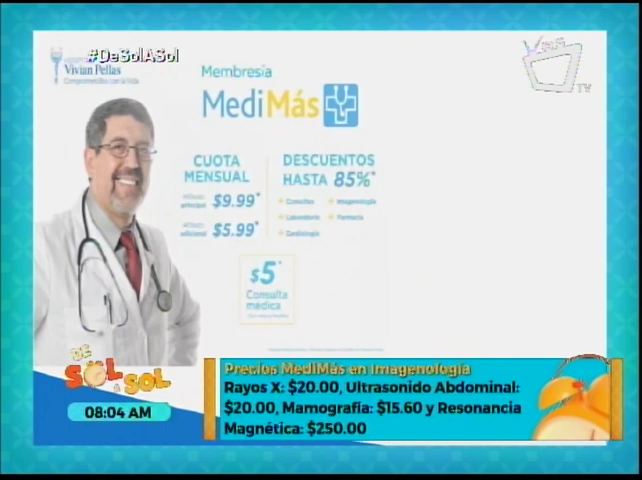 #DeSolASol
Vivian Pellas
Comprometidos con la Vida
TV
Membresía
MediMás
CUOTA
MENSUAL
principal $9.99*
adicional $5.99*
DESCUENTOS
HASTA 85%*
+ Consultas + Imagenología
+ Laboratorio + Farmacia
+ Cardiología
$5*
Consulta
médica
DE
SOL
A SOL
08:04 AM
Precios MediMás en Imagenología
Rayos X: $20.00, Ultrasonido Abdominal:
$20.00, Mamografía: $15.60 y Resonancia
Magnética: $250.00